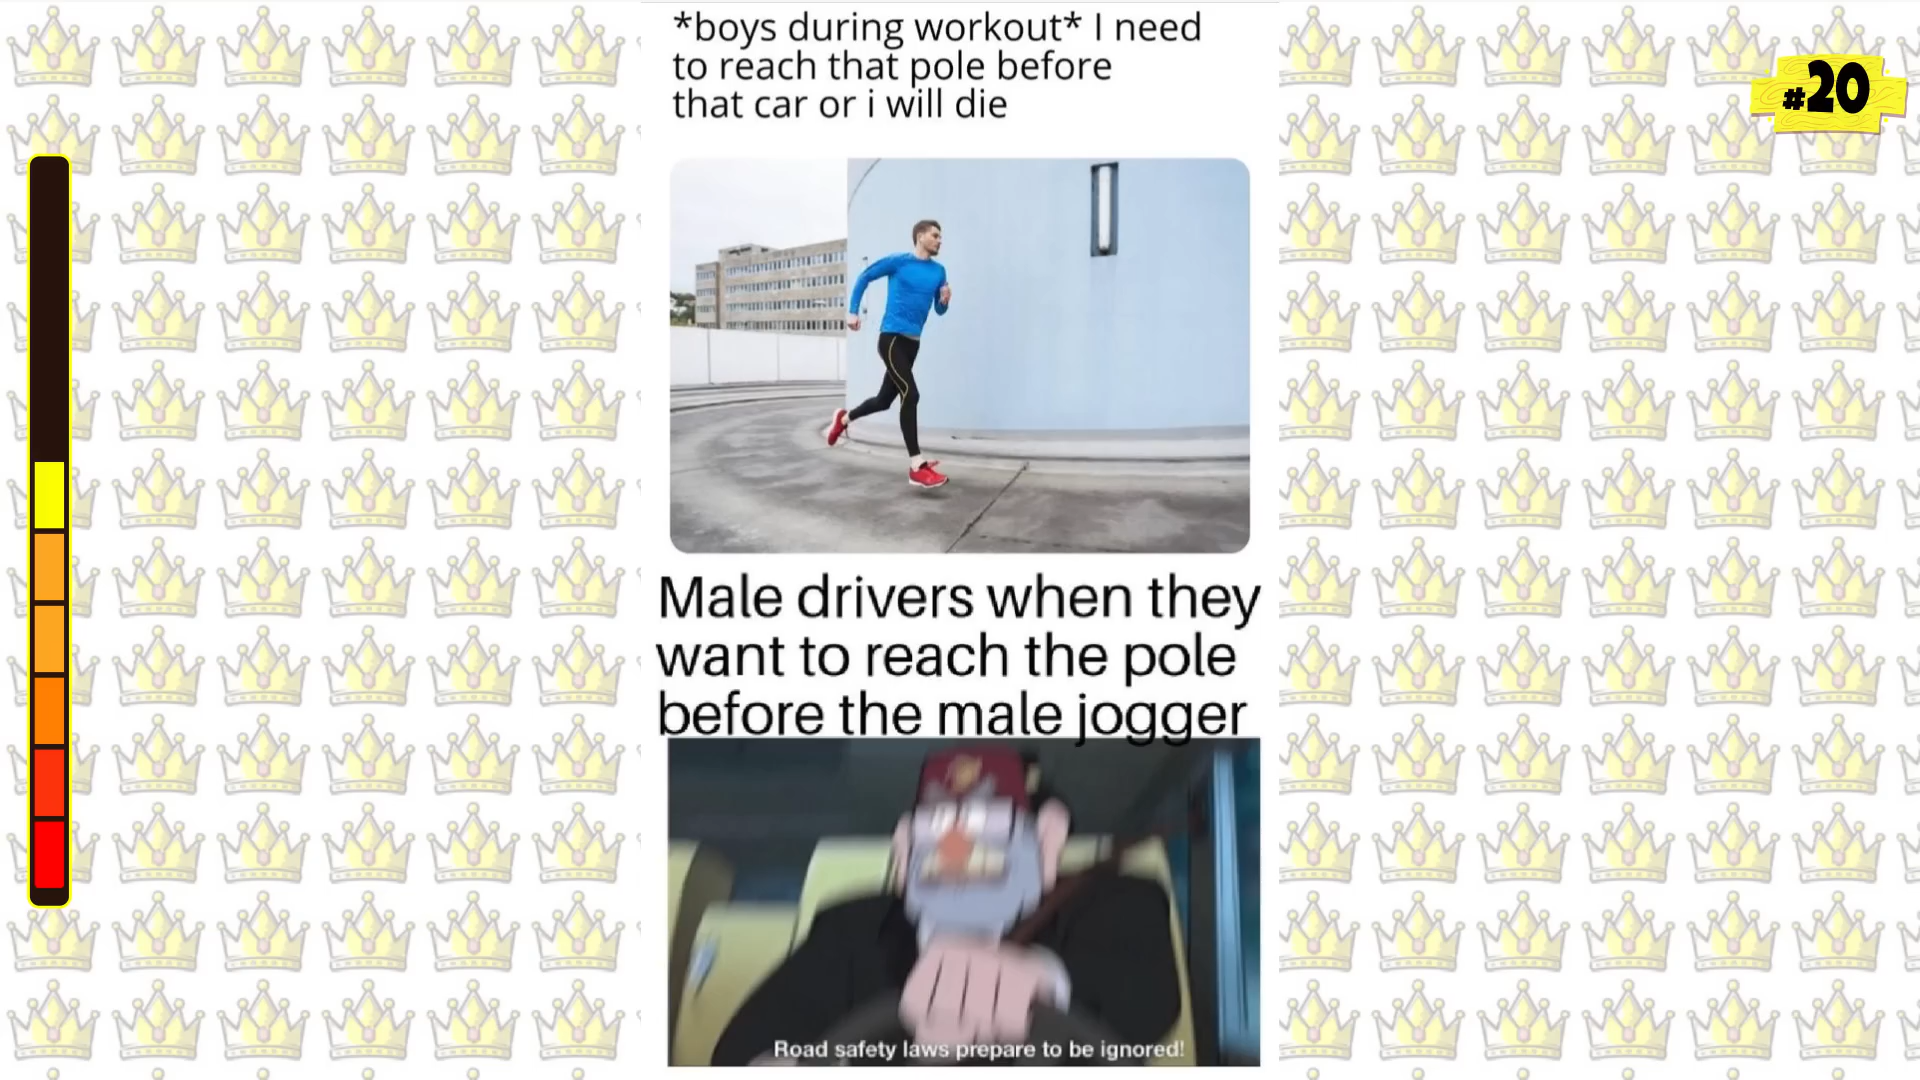 *boys during workout* I need
to reach that pole before
that car or i will die
#20
Male drivers when they
want to reach the pole
before the male jogger
Road safety laws prepare to be ignored!